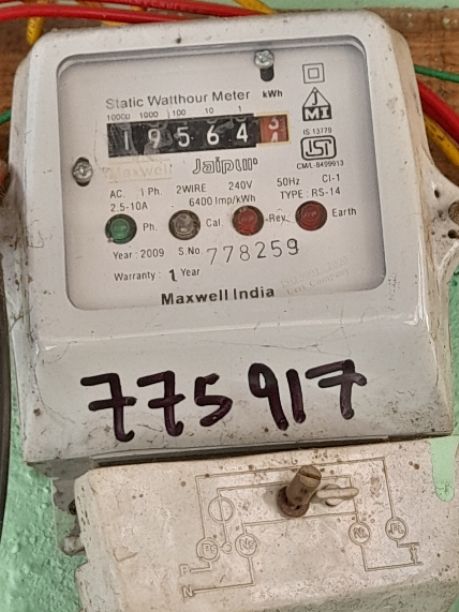 Static Watthour Meter kWh
10000 1000 100 10 1
1 9 5 6 4
JMI
IS 13779
ISI
CM/L-8499913
Maxwell Jaipur
AC. 1 Ph. 2WIRE 240V 50Hz Cl-1
2.5-10A 6400 Imp/kWh TYPE : RS-14
Ph. Cal. Rev. Earth
Year : 2009 S.No. 778259
Warranty : 1 Year
Maxwell India
775917
P
N